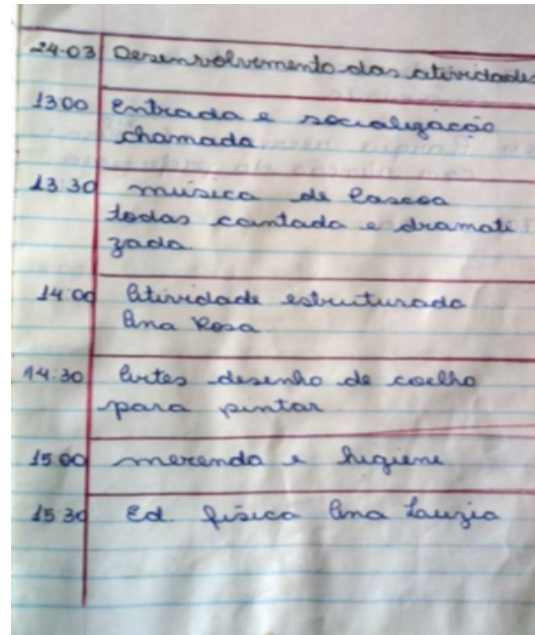 24-03 Desenvolvimento das atividades
13:00 Entrada e socialização
chamada
13:30 música de Pascoa
todas cantada e dramati
zada.
14:00 Atividade estruturada
Ana Rosa.
14:30 Artes desenho de coelho
para pintar
15:00 merenda e higiene
15:30 Ed. física Ana Lauzia